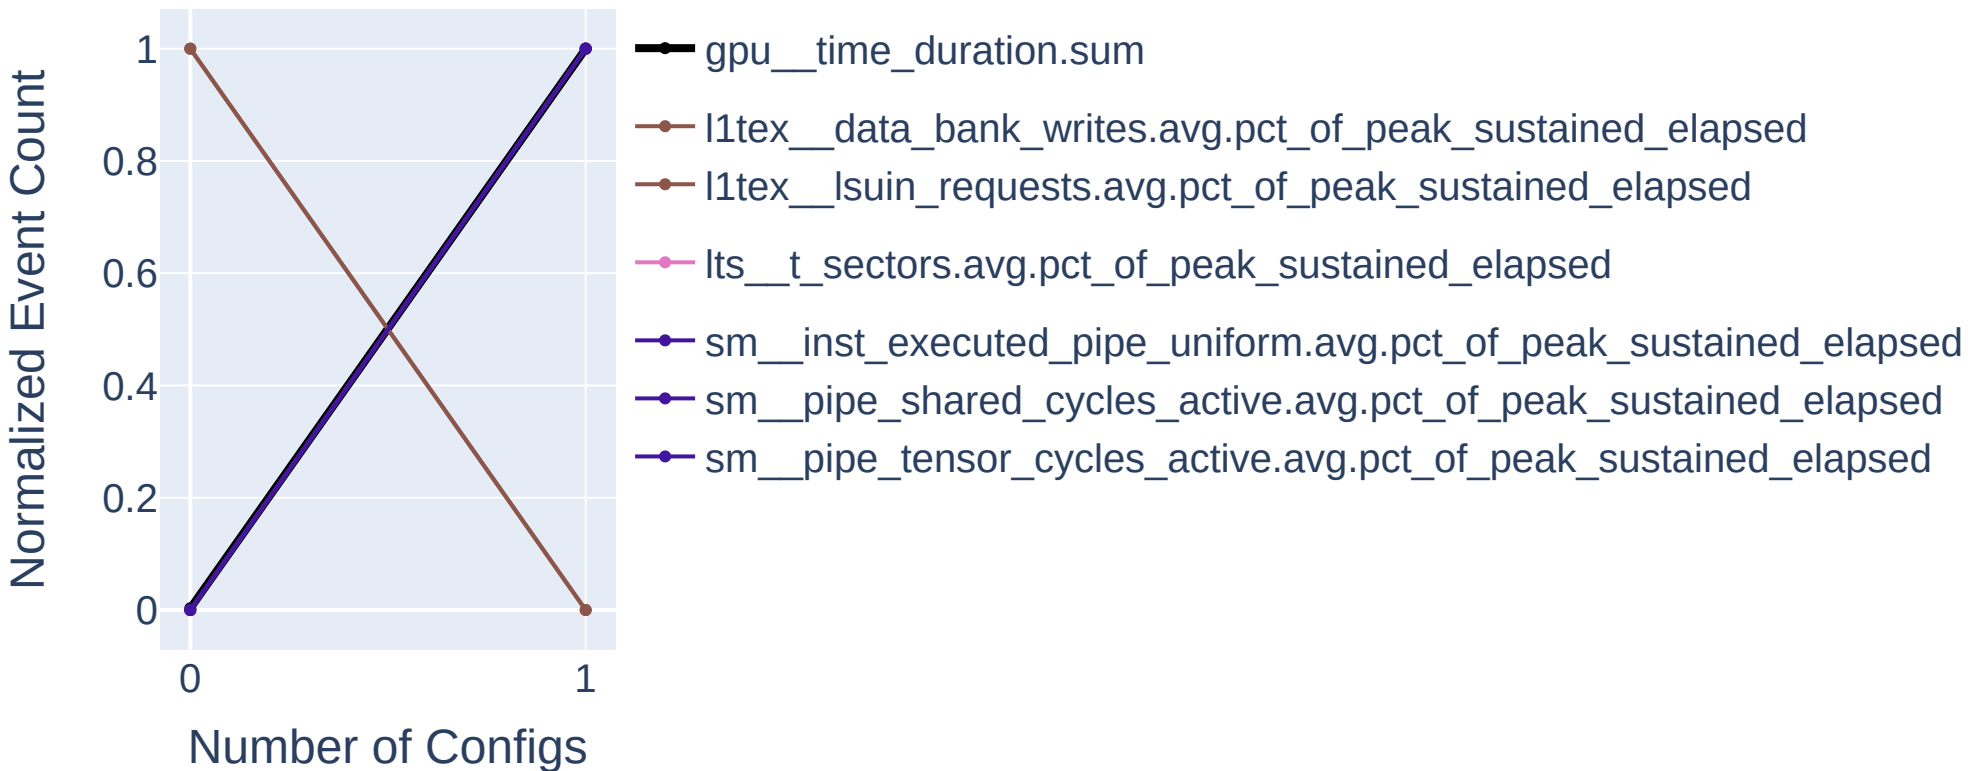 Normalized Event Count
1
0.8
0.6
0.4
0.2
0
0 1
Number of Configs
gpu__time_duration.sum
l1tex__data_bank_writes.avg.pct_of_peak_sustained_elapsed
l1tex__lsuin_requests.avg.pct_of_peak_sustained_elapsed
lts__t_sectors.avg.pct_of_peak_sustained_elapsed
sm__inst_executed_pipe_uniform.avg.pct_of_peak_sustained_elapsed
sm__pipe_shared_cycles_active.avg.pct_of_peak_sustained_elapsed
sm__pipe_tensor_cycles_active.avg.pct_of_peak_sustained_elapsed